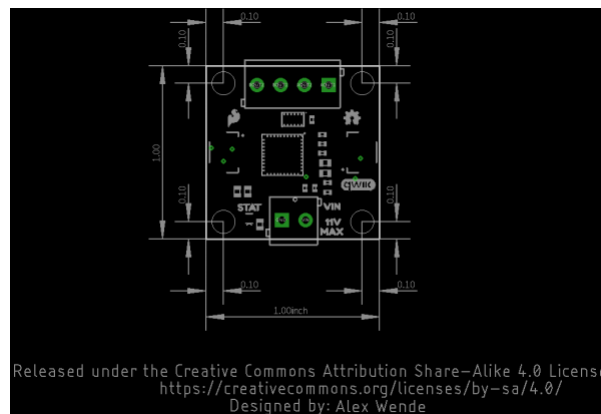 0.10
0.10
0.10
0.10
1.00
qwiic
STAT
VIN
11V
MAX
0.10
0.10
0.10
0.10
1.00inch
Released under the Creative Commons Attribution Share-Alike 4.0 License
https://creativecommons.org/licenses/by-sa/4.0/
Designed by: Alex Wende